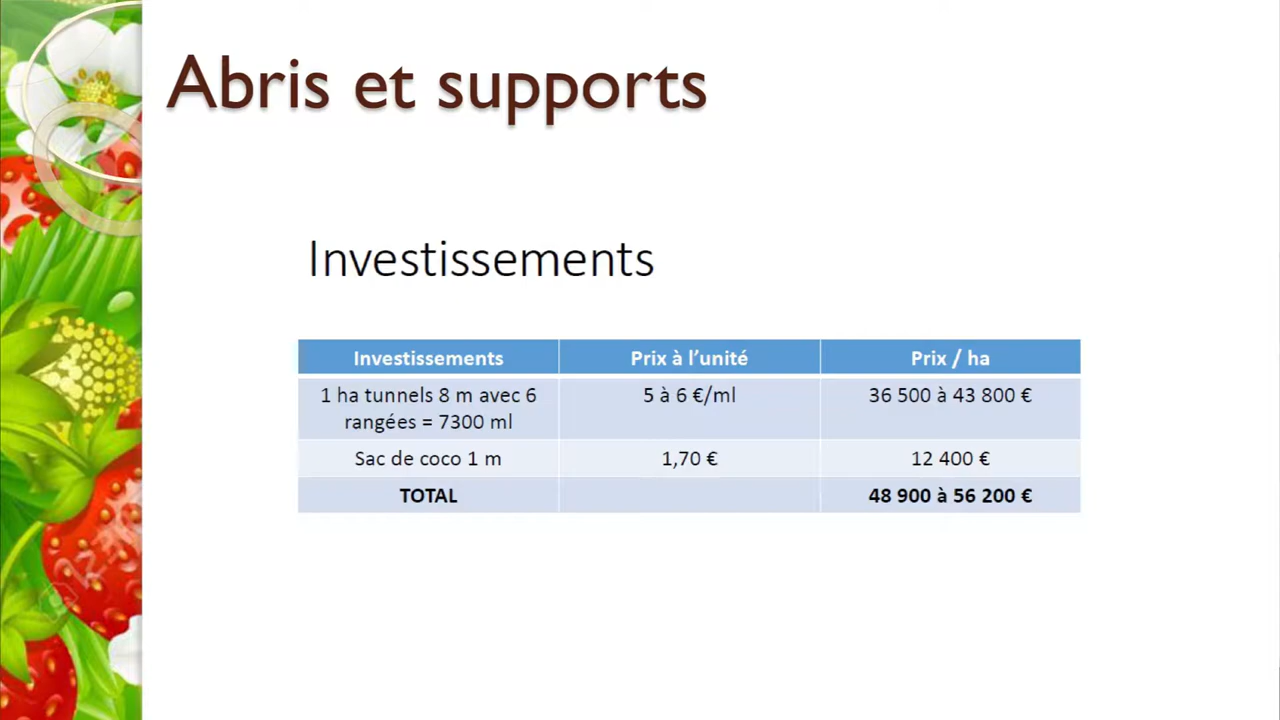 Abris et supports
Investissements
Investissements Prix à l’unité Prix / ha
1 ha tunnels 8 m avec 6 5 à 6 €/ml 36 500 à 43 800 €
rangées = 7300 ml
Sac de coco 1 m 1,70 € 12 400 €
TOTAL 48 900 à 56 200 €